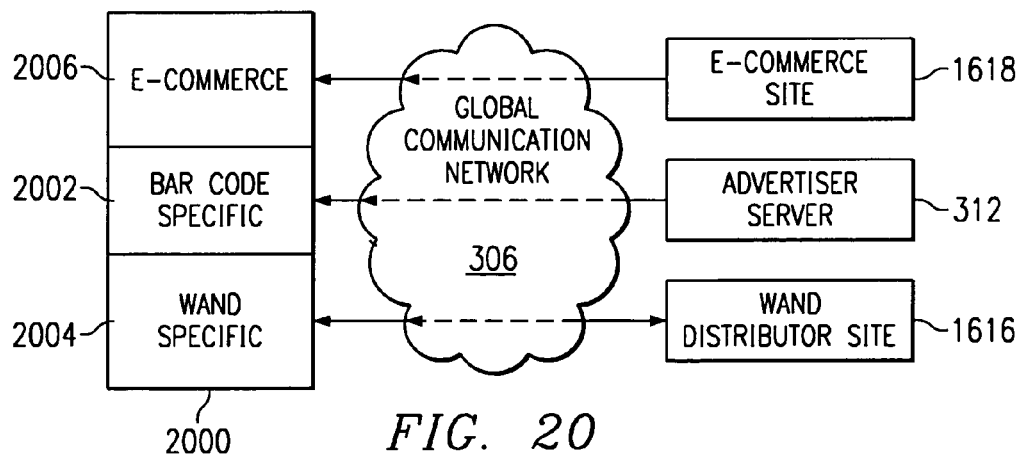 2006
E-COMMERCE
2002
BAR CODE
SPECIFIC
2004
WAND
SPECIFIC
2000
GLOBAL
COMMUNICATION
NETWORK
306
E-COMMERCE
SITE
1618
ADVERTISER
SERVER
312
WAND
DISTRIBUTOR SITE
1616
FIG. 20